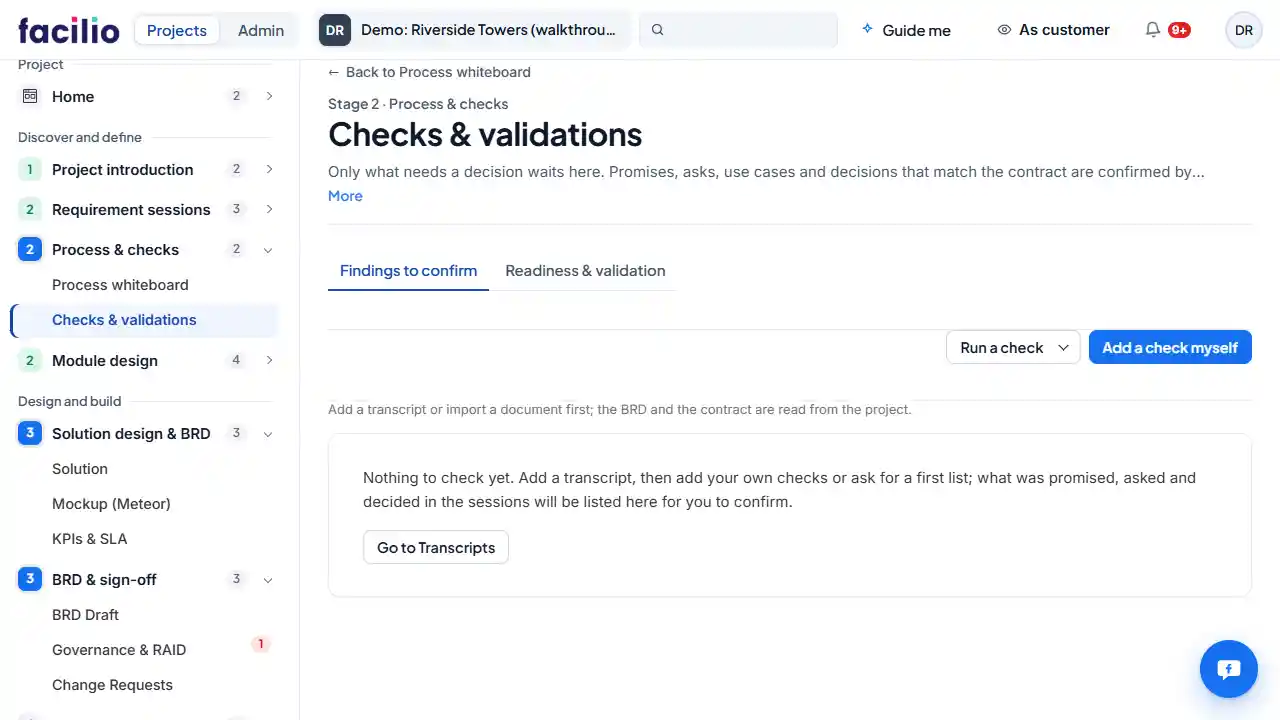 facilio
Projects
Admin
DR
Demo: Riverside Towers (walkthrou...
Guide me
As customer
9+
DR
Project
Home 2
Discover and define
1 Project introduction 2
2 Requirement sessions 3
2 Process & checks 2
Process whiteboard
Checks & validations
2 Module design 4
Design and build
3 Solution design & BRD 3
Solution
Mockup (Meteor)
KPIs & SLA
3 BRD & sign-off 3
BRD Draft
Governance & RAID 1
Change Requests
← Back to Process whiteboard
Stage 2 · Process & checks
Checks & validations
Only what needs a decision waits here. Promises, asks, use cases and decisions that match the contract are confirmed by...
More
Findings to confirm
Readiness & validation
Run a check
Add a check myself
Add a transcript or import a document first; the BRD and the contract are read from the project.
Nothing to check yet. Add a transcript, then add your own checks or ask for a first list; what was promised, asked and
decided in the sessions will be listed here for you to confirm.
Go to Transcripts